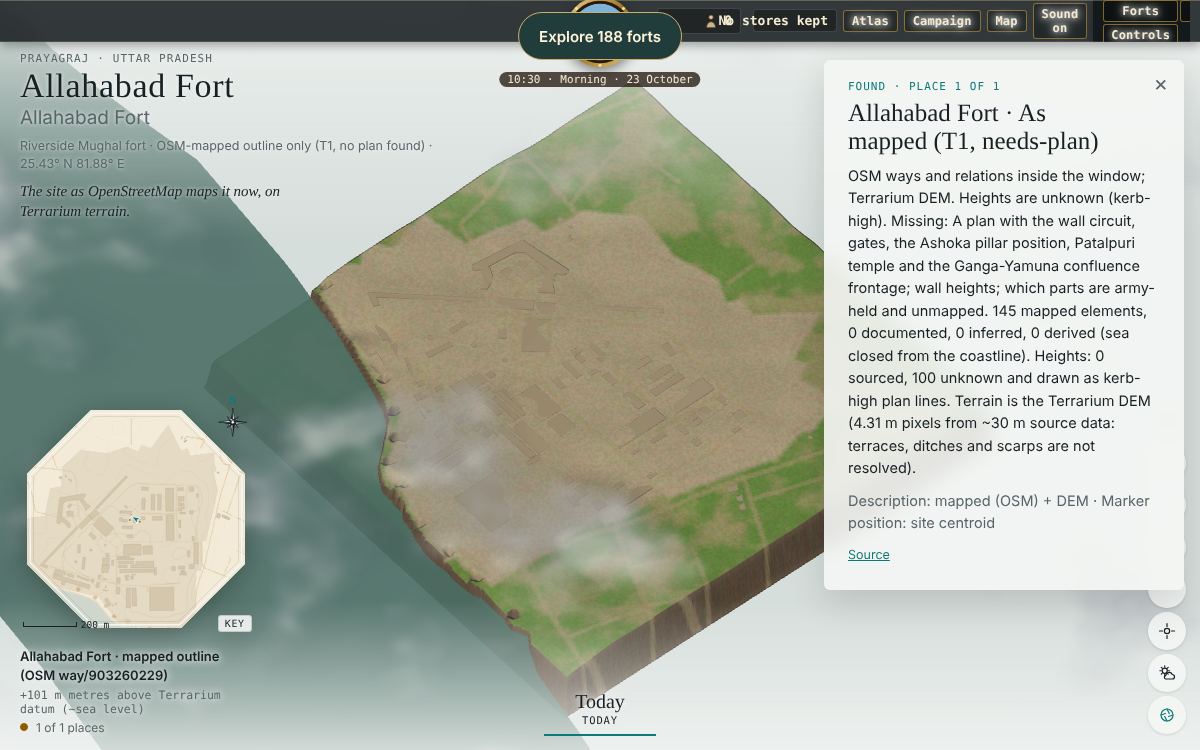 Explore 188 forts
stores kept
Atlas
Campaign
Map
Sound on
Forts
Controls
10:30 · Morning · 23 October
PRAYAGRAJ · UTTAR PRADESH
Allahabad Fort
Allahabad Fort
Riverside Mughal fort · OSM-mapped outline only (T1, no plan found) ·
25.43° N 81.88° E
The site as OpenStreetMap maps it now, on
Terrarium terrain.
FOUND · PLACE 1 OF 1
Allahabad Fort · As
mapped (T1, needs-plan)
OSM ways and relations inside the window;
Terrarium DEM. Heights are unknown (kerb-
high). Missing: A plan with the wall circuit,
gates, the Ashoka pillar position, Patalpuri
temple and the Ganga-Yamuna confluence
frontage; wall heights; which parts are army-
held and unmapped. 145 mapped elements,
0 documented, 0 inferred, 0 derived (sea
closed from the coastline). Heights: 0
sourced, 100 unknown and drawn as kerb-
high plan lines. Terrain is the Terrarium DEM
(4.31 m pixels from ~30 m source data:
terraces, ditches and scarps are not
resolved).
Description: mapped (OSM) + DEM · Marker
position: site centroid
Source
N
200 m
KEY
Allahabad Fort · mapped outline
(OSM way/903260229)
+101 m metres above Terrarium
datum (~sea level)
1 of 1 places
Today
TODAY